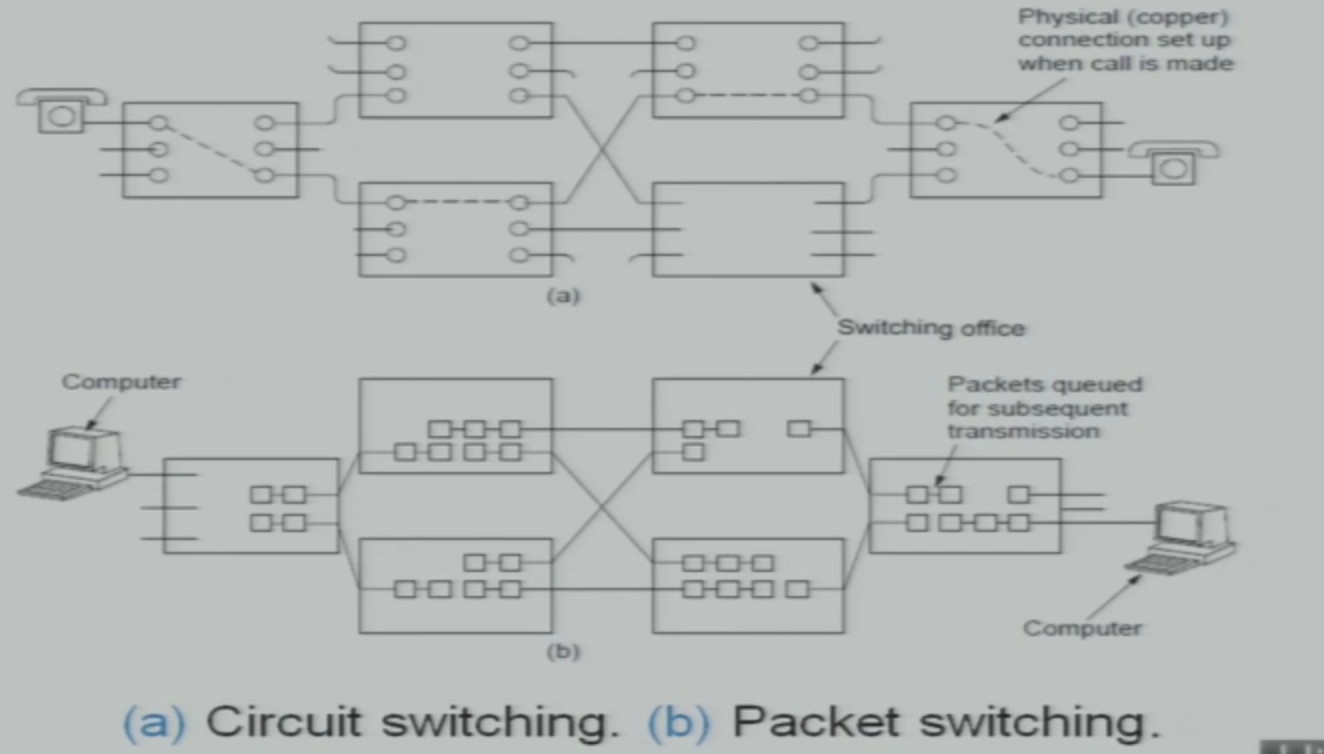 Physical (copper)
connection set up
when call is made
(a)
Switching office
Computer
Packets queued
for subsequent
transmission
Computer
(b)
(a) Circuit switching. (b) Packet switching.